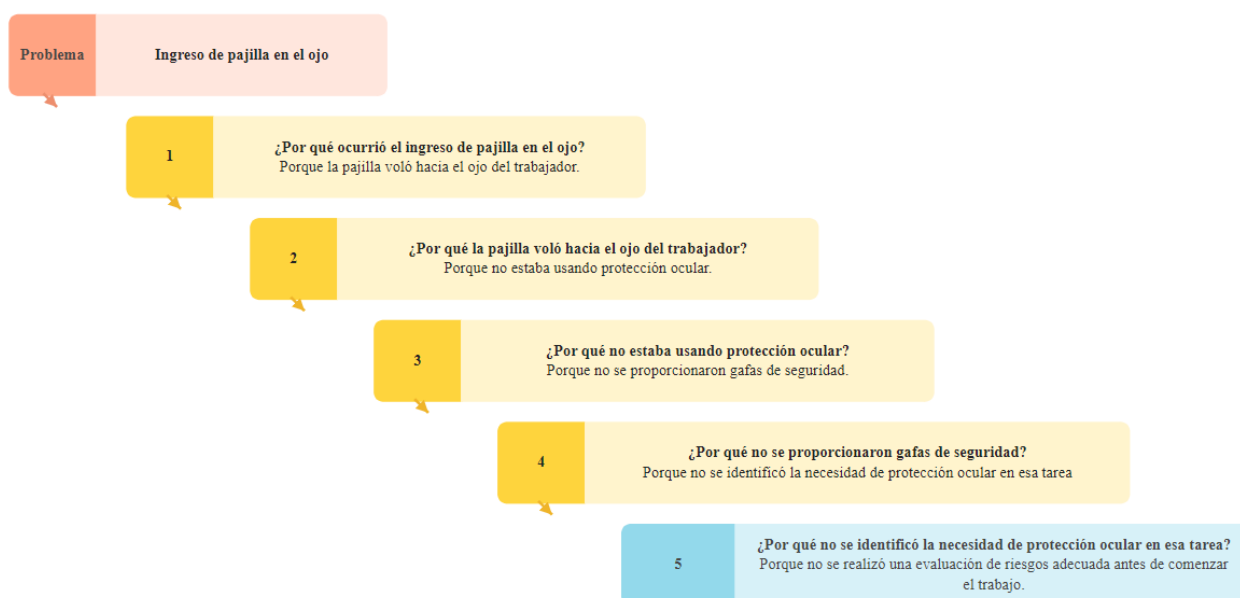 Problema
Ingreso de pajilla en el ojo
1
¿Por qué ocurrió el ingreso de pajilla en el ojo?
Porque la pajilla voló hacia el ojo del trabajador.
2
¿Por qué la pajilla voló hacia el ojo del trabajador?
Porque no estaba usando protección ocular.
3
¿Por qué no estaba usando protección ocular?
Porque no se proporcionaron gafas de seguridad.
4
¿Por qué no se proporcionaron gafas de seguridad?
Porque no se identificó la necesidad de protección ocular en esa tarea
5
¿Por qué no se identificó la necesidad de protección ocular en esa tarea?
Porque no se realizó una evaluación de riesgos adecuada antes de comenzar
el trabajo.